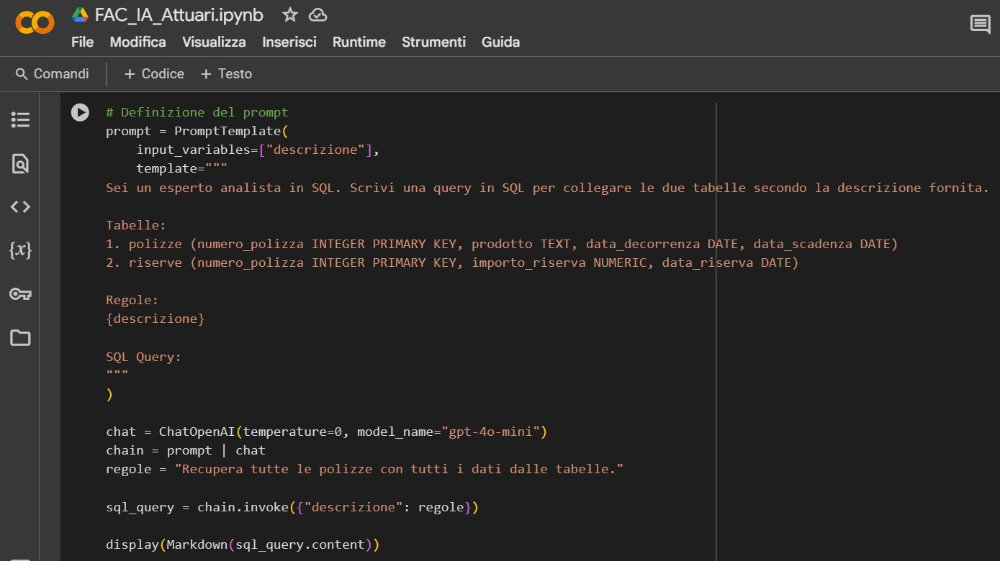 FAC_IA_Attuari.ipynb
File Modifica Visualizza Inserisci Runtime Strumenti Guida
Comandi + Codice + Testo
# Definizione del prompt
prompt = PromptTemplate(
    input_variables=["descrizione"],
    template="""
Sei un esperto analista in SQL. Scrivi una query in SQL per collegare le due tabelle secondo la descrizione fornita.
Tabelle:
1. polizze (numero_polizza INTEGER PRIMARY KEY, prodotto TEXT, data_decorrenza DATE, data_scadenza DATE)
2. riserve (numero_polizza INTEGER PRIMARY KEY, importo_riserva NUMERIC, data_riserva DATE)
Regole:
{descrizione}
SQL Query:
"""
)
chat = ChatOpenAI(temperature=0, model_name="gpt-4o-mini")
chain = prompt | chat
regole = "Recupera tutte le polizze con tutti i dati dalle tabelle."
sql_query = chain.invoke({"descrizione": regole})
display(Markdown(sql_query.content))